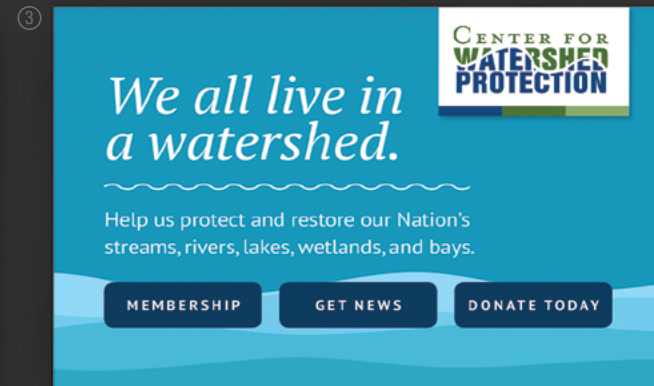 3
CENTER FOR
WATERSHED
PROTECTION
We all live in
a watershed.
Help us protect and restore our Nation's
streams, rivers, lakes, wetlands, and bays.
MEMBERSHIP
GET NEWS
DONATE TODAY